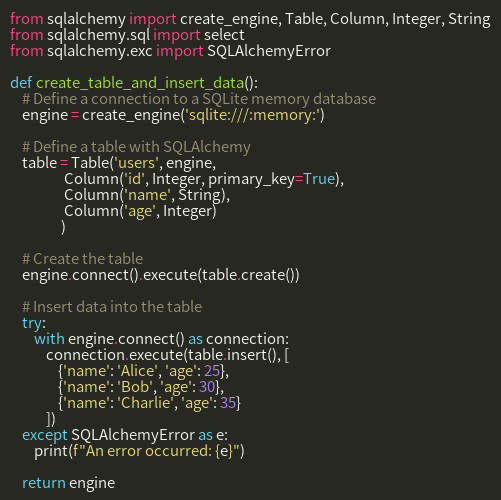 from sqlalchemy import create_engine, Table, Column, Integer, String
from sqlalchemy.sql import select
from sqlalchemy.exc import SQLAlchemyError

def create_table_and_insert_data():
    # Define a connection to a SQLite memory database
    engine = create_engine('sqlite:///:memory:')

    # Define a table with SQLAlchemy
    table = Table('users', engine,
                  Column('id', Integer, primary_key=True),
                  Column('name', String),
                  Column('age', Integer)
                 )

    # Create the table
    engine.connect().execute(table.create())

    # Insert data into the table
    try:
        with engine.connect() as connection:
            connection.execute(table.insert(), [
                {'name': 'Alice', 'age': 25},
                {'name': 'Bob', 'age': 30},
                {'name': 'Charlie', 'age': 35}
            ])
    except SQLAlchemyError as e:
        print(f"An error occurred: {e}")

    return engine